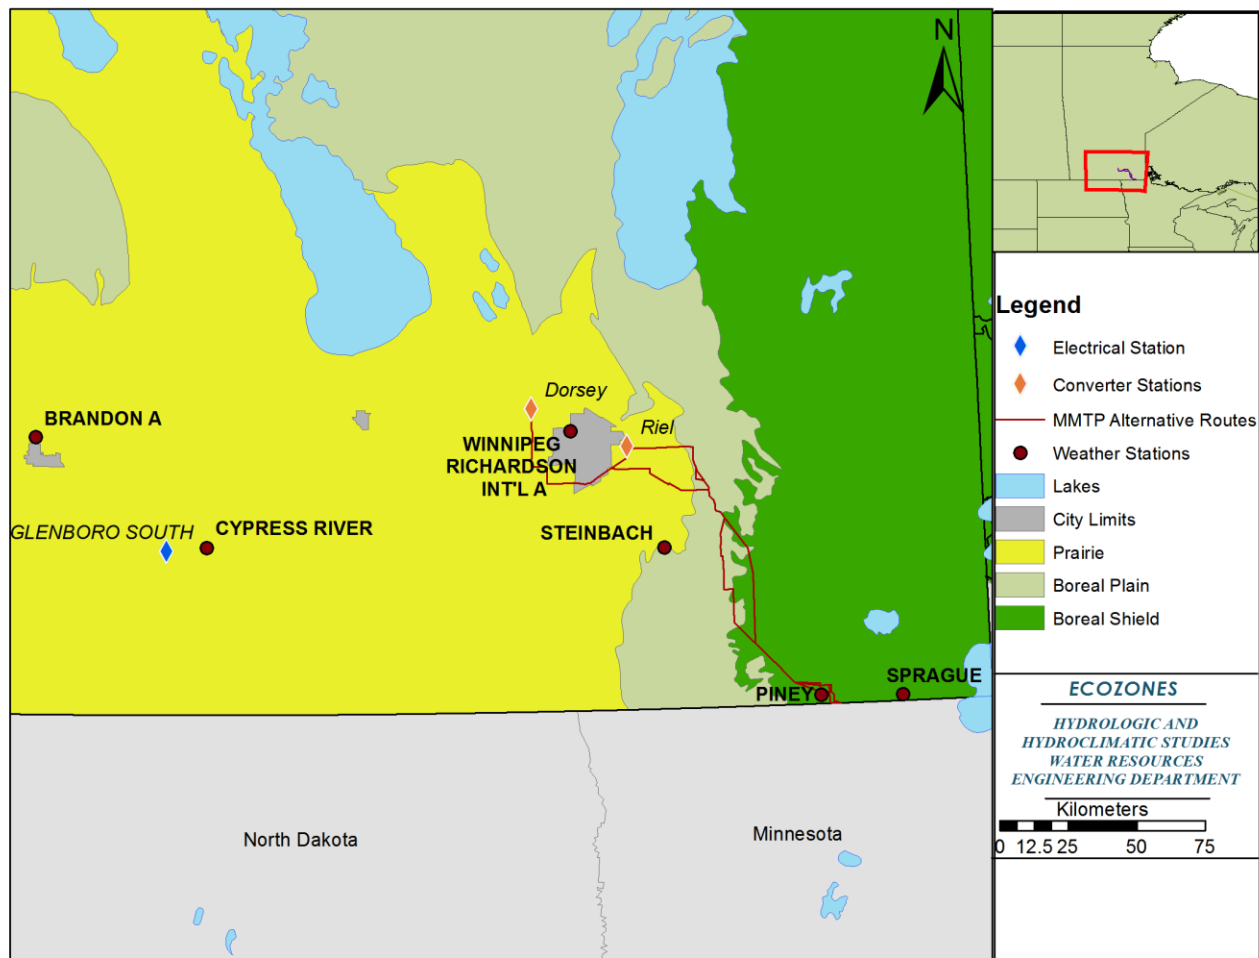 N
Dorsey
BRANDON A
Riel
WINNIPEG
RICHARDSON
INT'L A
GLENBORO SOUTH
CYPRESS RIVER
STEINBACH
SPRAGUE
PINEY
North Dakota
Minnesota
Legend
Electrical Station
Converter Stations
MMTP Alternative Routes
Weather Stations
Lakes
City Limits
Prairie
Boreal Plain
Boreal Shield
ECOZONES
HYDROLOGIC AND
HYDROCLIMATIC STUDIES
WATER RESOURCES
ENGINEERING DEPARTMENT
Kilometers
0 12.5 25 50 75